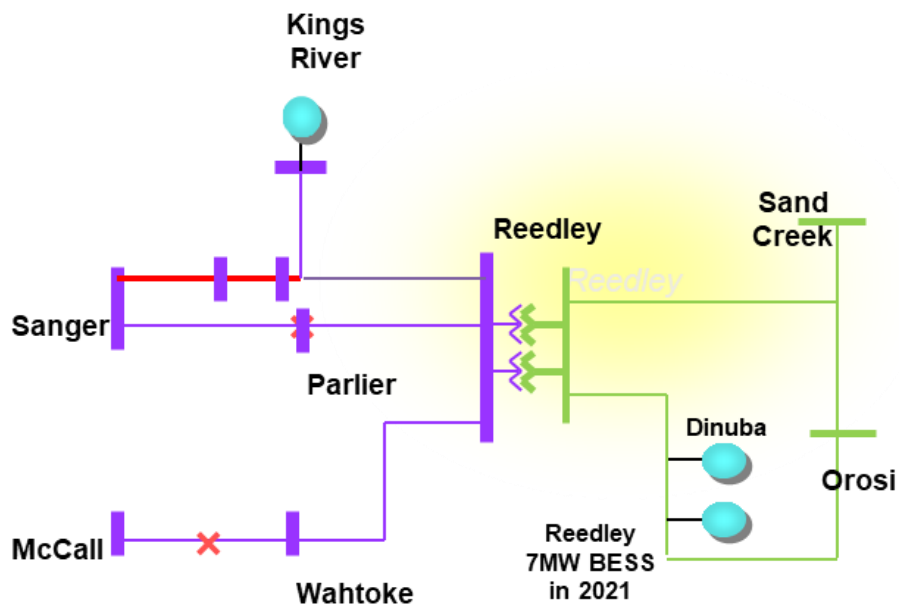 Kings
River
Sand
Creek
Reedley
Reedley
Sanger
Parlier
Dinuba
Orosi
McCall
Reedley
7MW BESS
in 2021
Wahtoke